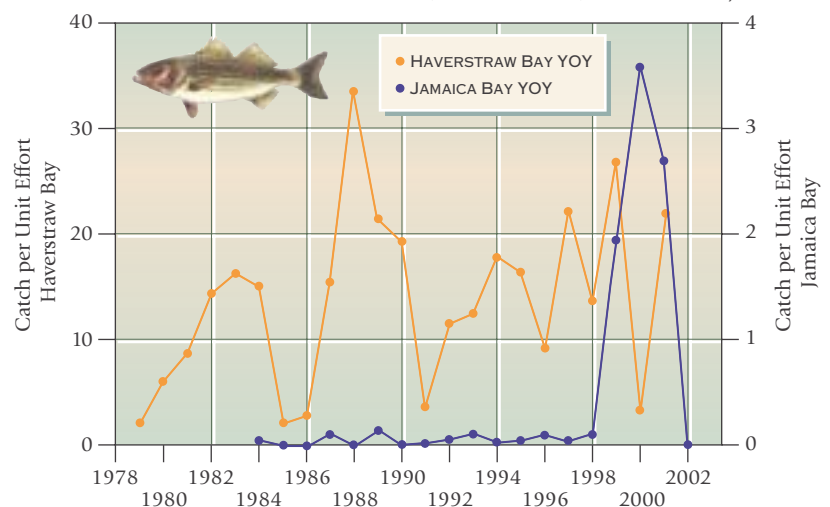 40
30
20
10
0
Catch per Unit Effort
Haverstraw Bay
HAVERSTRAW BAY YOY
JAMAICA BAY YOY
4
3
2
1
0
Catch per Unit Effort
Jamaica Bay
1978 1982 1986 1990 1994 1998 2002
1980 1984 1988 1992 1996 2000